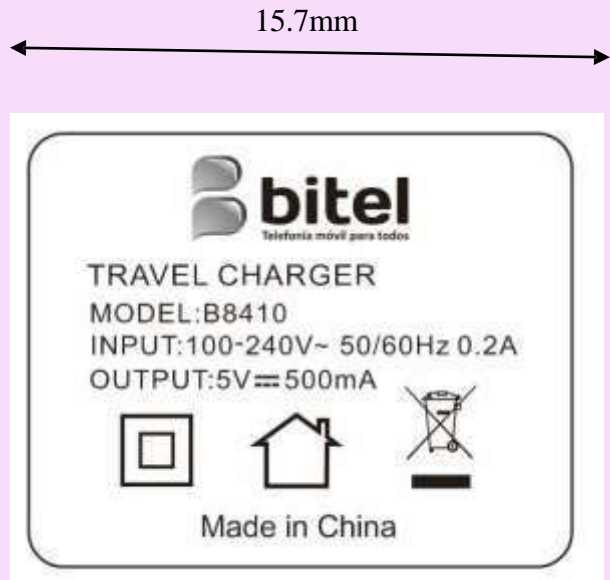 15.7mm
bitel
Telefonía móvil para todos
TRAVEL CHARGER
MODEL:B8410
INPUT:100-240V~ 50/60Hz 0.2A
OUTPUT:5V⎓500mA
Made in China